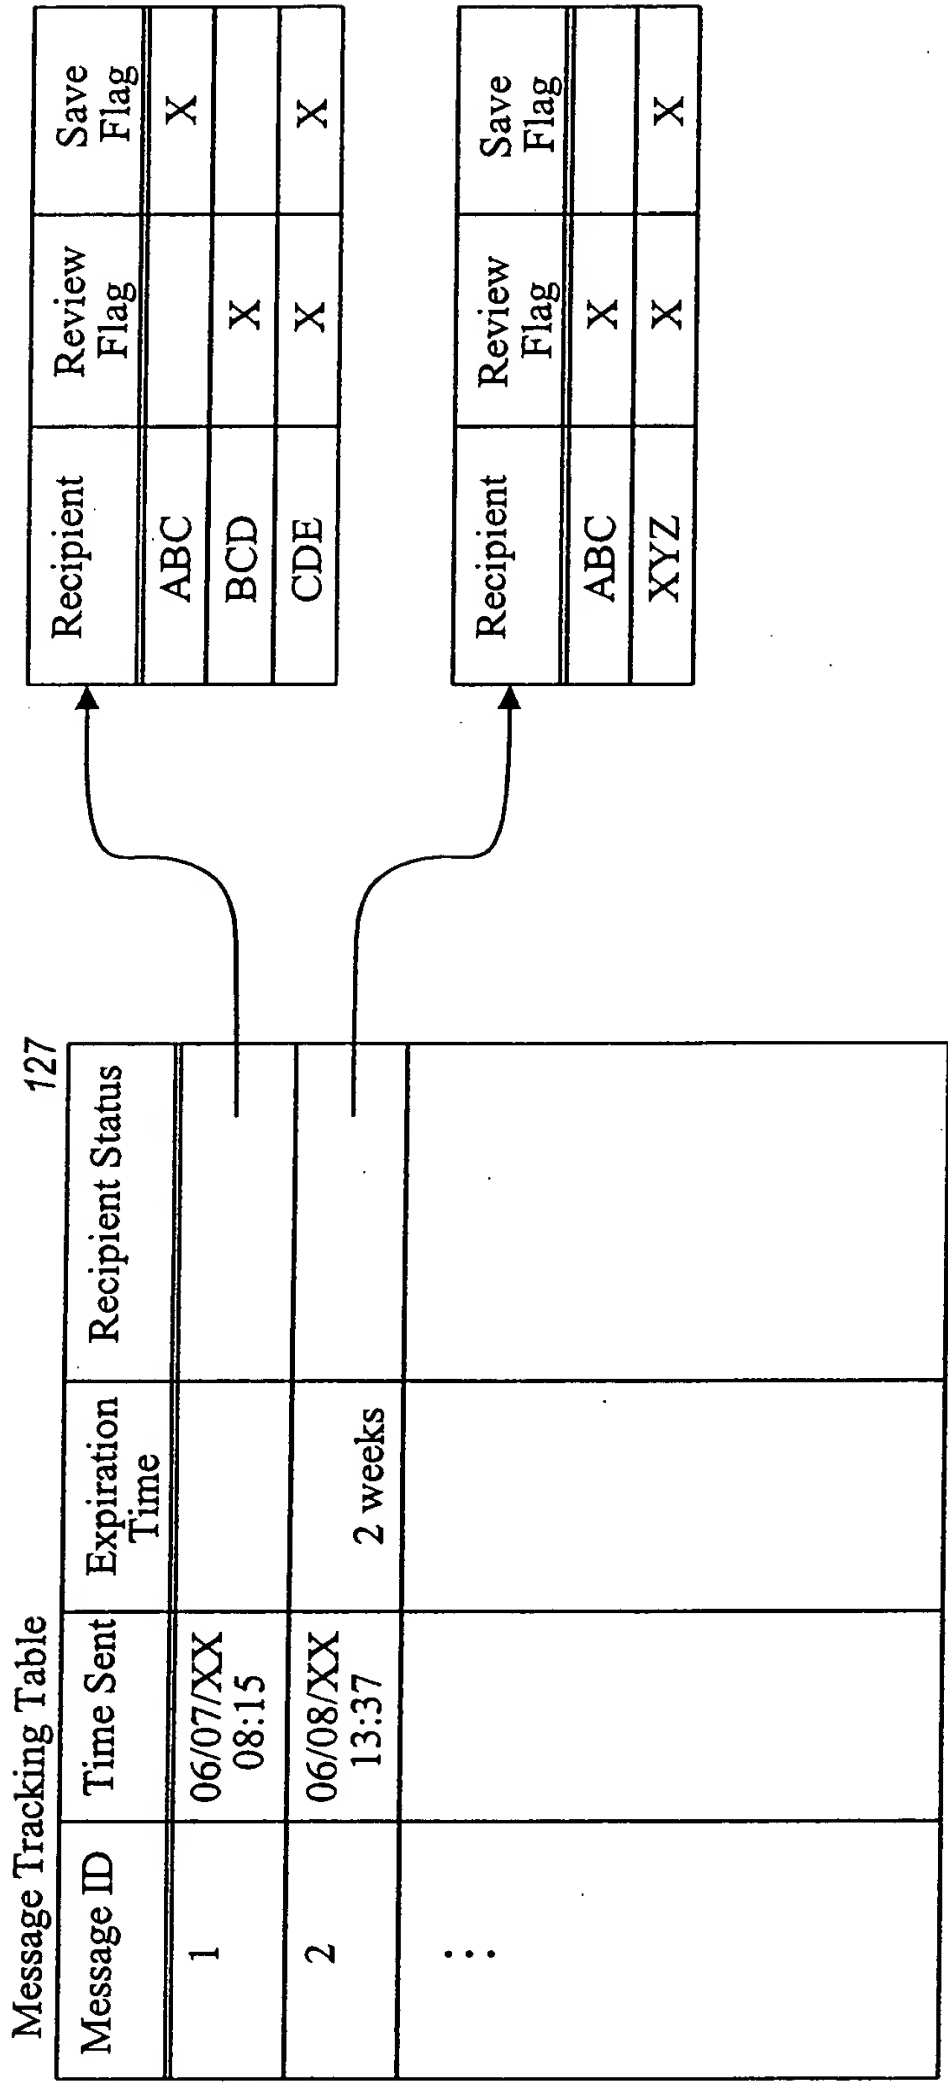 Message Tracking Table
127
Message ID
Time Sent
Expiration
Time
Recipient Status
1
06/07/XX
08:15
2
06/08/XX
13:37
2 weeks
⋮
Recipient
Review
Flag
Save
Flag
ABC
X
BCD
X
CDE
X
X
Recipient
Review
Flag
Save
Flag
ABC
X
XYZ
X
X